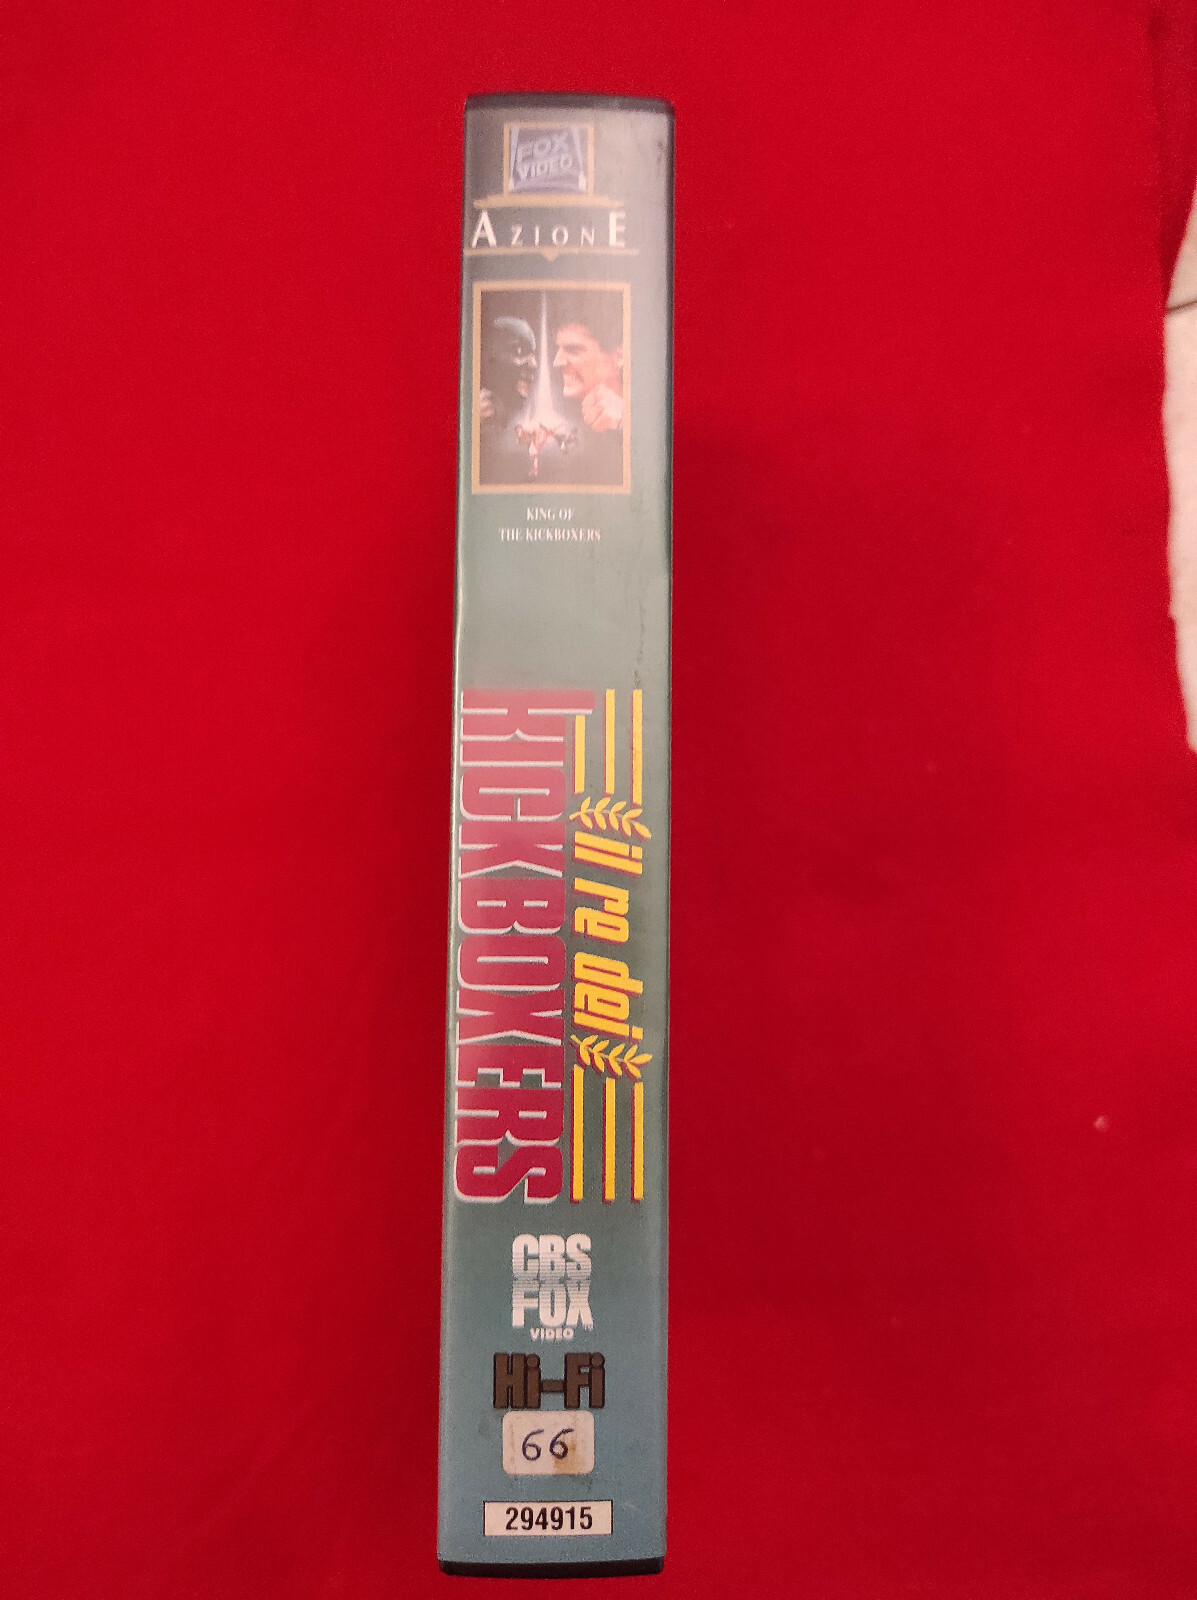 FOX
VIDEO
AZIONE
KING OF
THE KICKBOXERS
il re dei
KICKBOXERS
CBS
FOX
VIDEO
Hi-Fi
66
294915